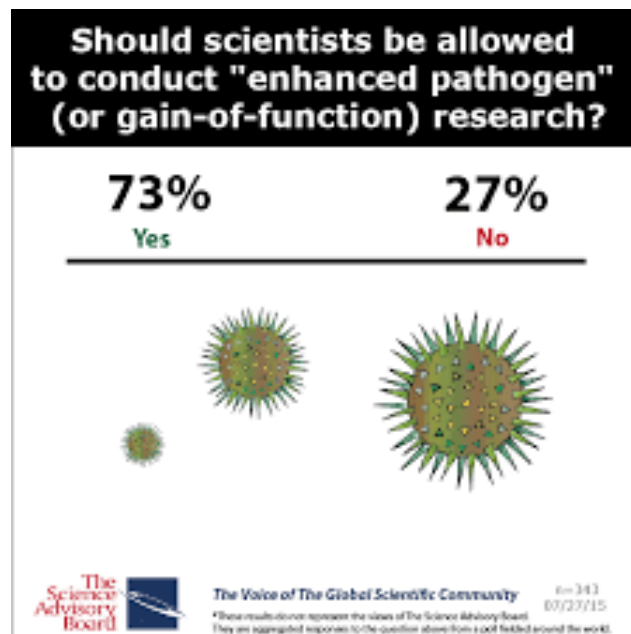 Should scientists be allowed
to conduct "enhanced pathogen"
(or gain-of-function) research?
73%
27%
Yes
No
The
Science
Advisory
Board
The Voice of The Global Scientific Community
n=343
07/27/15
*These results do not represent the views of The Science Advisory Board.
They are aggregated responses to the question above from a poll fielded around the world.